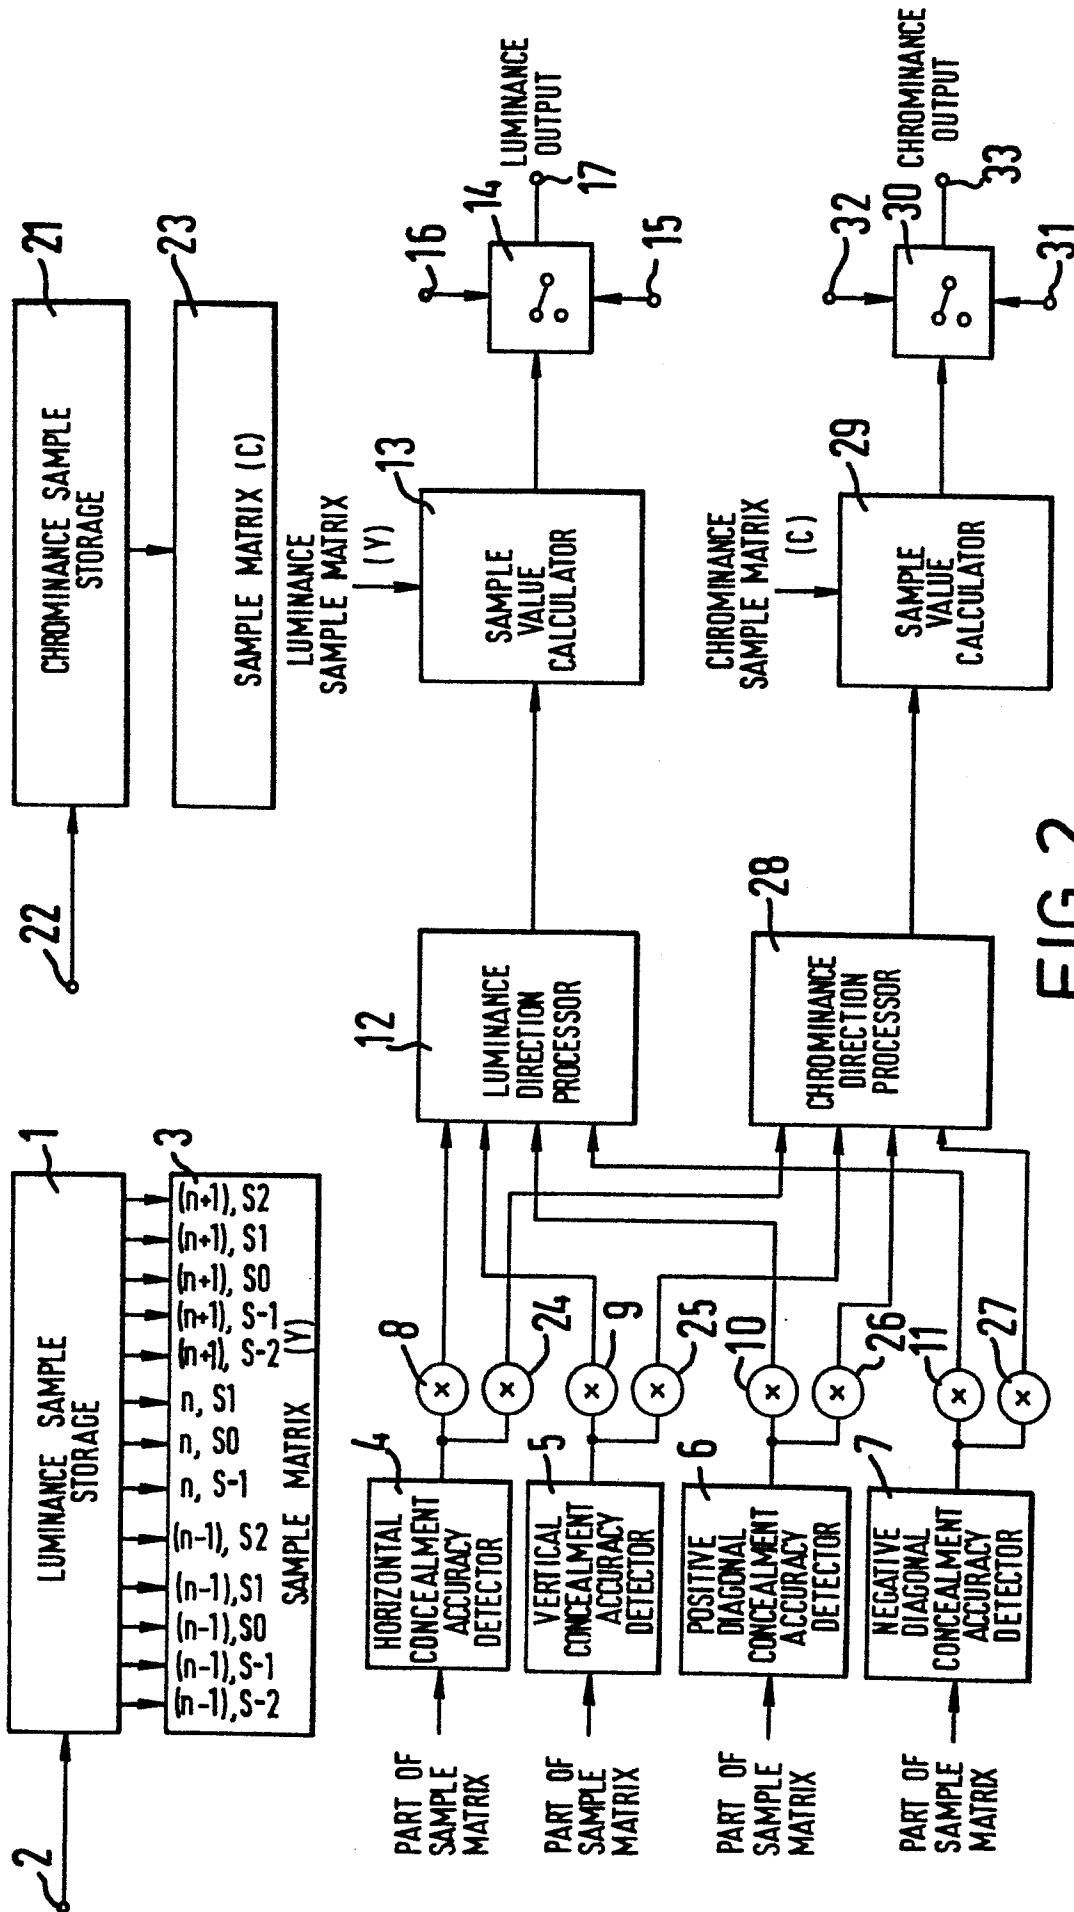 2
1
LUMINANCE SAMPLE
STORAGE
3
(n-1), S-2
(n-1), S-1
(n-1), S0
(n-1), S1
(n-1), S2
n, S-1
n, S0
n, S1
(n+1), S-2
(n+1), S-1
(n+1), S0
(n+1), S1
(n+1), S2
SAMPLE MATRIX (Y)
22
21
CHROMINANCE SAMPLE
STORAGE
23
SAMPLE MATRIX (C)
PART OF
SAMPLE
MATRIX
4
HORIZONTAL
CONCEALMENT
ACCURACY
DETECTOR
8
x
24
x
PART OF
SAMPLE
MATRIX
5
VERTICAL
CONCEALMENT
ACCURACY
DETECTOR
9
x
25
x
PART OF
SAMPLE
MATRIX
6
POSITIVE
DIAGONAL
CONCEALMENT
ACCURACY
DETECTOR
10
x
26
x
PART OF
SAMPLE
MATRIX
7
NEGATIVE
DIAGONAL
CONCEALMENT
ACCURACY
DETECTOR
11
x
27
x
12
LUMINANCE
DIRECTION
PROCESSOR
LUMINANCE
SAMPLE MATRIX
(Y)
13
SAMPLE
VALUE
CALCULATOR
16
14
15
17
LUMINANCE
OUTPUT
28
CHROMINANCE
DIRECTION
PROCESSOR
CHROMINANCE
SAMPLE MATRIX
(C)
29
SAMPLE
VALUE
CALCULATOR
32
30
31
33
CHROMINANCE
OUTPUT
FIG. 2